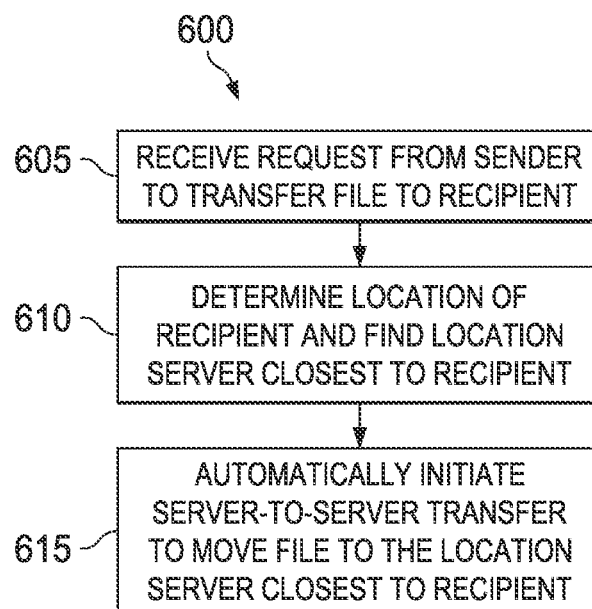 600
605
RECEIVE REQUEST FROM SENDER
TO TRANSFER FILE TO RECIPIENT
610
DETERMINE LOCATION OF
RECIPIENT AND FIND LOCATION
SERVER CLOSEST TO RECIPIENT
615
AUTOMATICALLY INITIATE
SERVER-TO-SERVER TRANSFER
TO MOVE FILE TO THE LOCATION
SERVER CLOSEST TO RECIPIENT